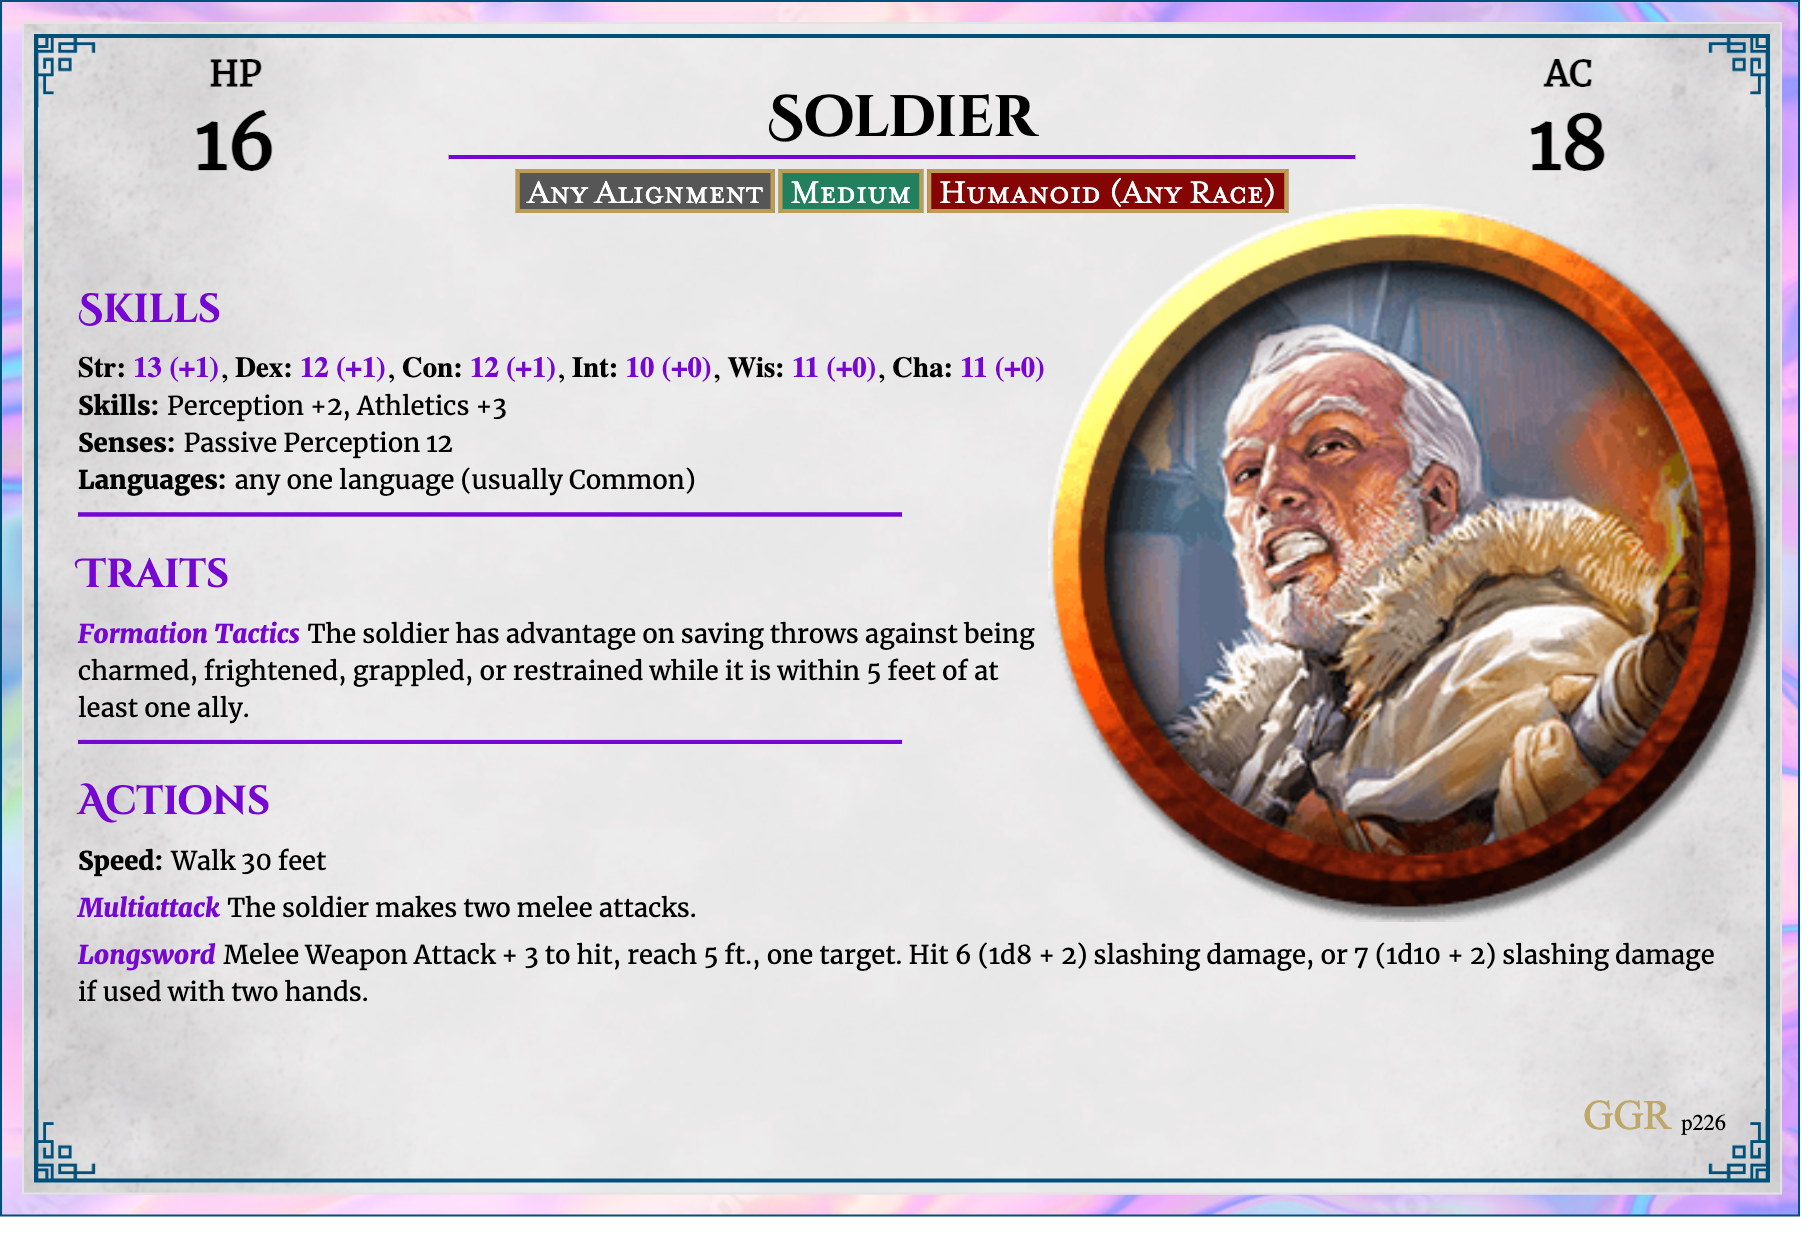 HP
16
SOLDIER
AC
18
ANY ALIGNMENT MEDIUM HUMANOID (ANY RACE)
SKILLS
Str: 13 (+1), Dex: 12 (+1), Con: 12 (+1), Int: 10 (+0), Wis: 11 (+0), Cha: 11 (+0)
Skills: Perception +2, Athletics +3
Senses: Passive Perception 12
Languages: any one language (usually Common)
TRAITS
Formation Tactics The soldier has advantage on saving throws against being
charmed, frightened, grappled, or restrained while it is within 5 feet of at
least one ally.
ACTIONS
Speed: Walk 30 feet
Multiattack The soldier makes two melee attacks.
Longsword Melee Weapon Attack + 3 to hit, reach 5 ft., one target. Hit 6 (1d8 + 2) slashing damage, or 7 (1d10 + 2) slashing damage
if used with two hands.
GGR p226